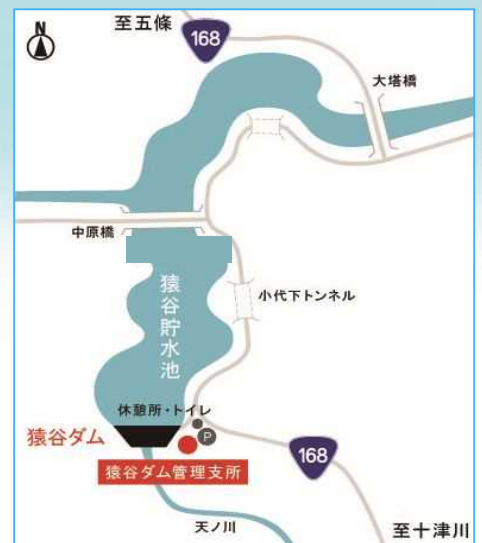 N
至五條
168
大塔橋
中原橋
小代下トンネル
猿谷貯水池
休憩所・トイレ
猿谷ダム
P
猿谷ダム管理支所
168
天ノ川
至十津川